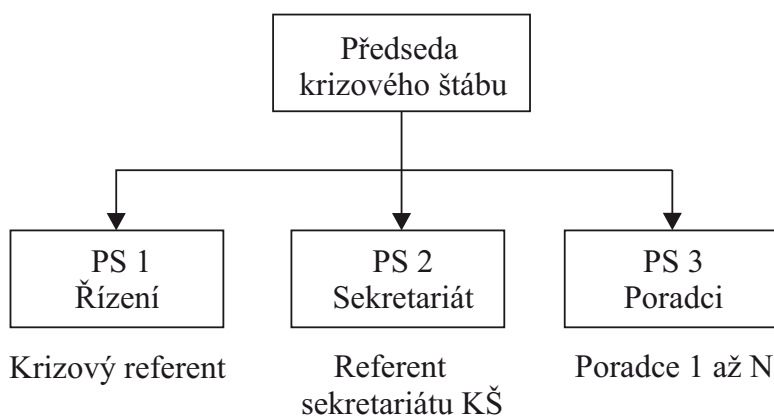 Předseda
krizového štábu
PS 1
Řízení
PS 2
Sekretariát
PS 3
Poradci
Krizový referent
Referent
sekretariátu KŠ
Poradce 1 až N